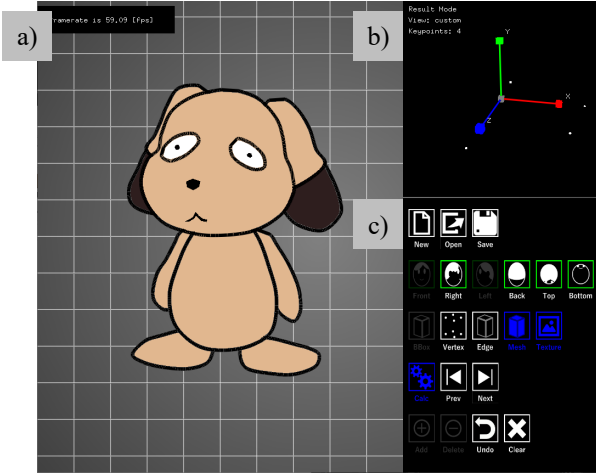 a)
framerate is 59,09 [fps]
b)
Result Mode
View: custom
Keypoints: 4
Y
X
Z
c)
New Open Save
Front Right Left Back Top Bottom
BBox Vertex Edge Mesh Texture
Calc Prev Next
Add Delete Undo Clear